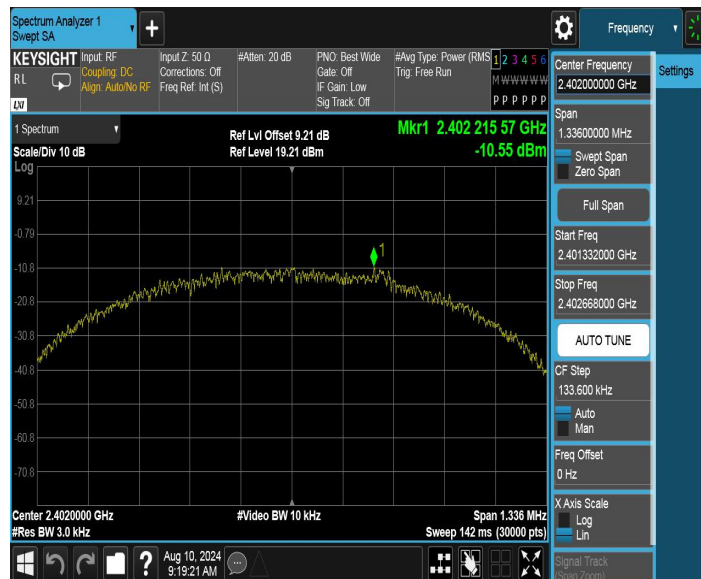 Spectrum Analyzer 1
Swept SA
+
Frequency
KEYSIGHT
RL
LXI
Input: RF
Coupling: DC
Align: Auto/No RF
Input Z: 50 Ω
Corrections: Off
Freq Ref: Int (S)
#Atten: 20 dB
PNO: Best Wide
Gate: Off
IF Gain: Low
Sig Track: Off
#Avg Type: Power (RMS
Trig: Free Run
1 2 3 4 5 6
M W W W W W
P P P P P P
1 Spectrum
Scale/Div 10 dB
Log
Ref Lvl Offset 9.21 dB
Ref Level 19.21 dBm
Mkr1 2.402 215 57 GHz
-10.55 dBm
9.21
-0.79
-10.8
-20.8
-30.8
-40.8
-50.8
-60.8
-70.8
1
Center 2.4020000 GHz
#Res BW 3.0 kHz
#Video BW 10 kHz
Span 1.336 MHz
Sweep 142 ms (30000 pts)
Center Frequency
2.402000000 GHz
Settings
Span
1.33600000 MHz
Swept Span
Zero Span
Full Span
Start Freq
2.401332000 GHz
Stop Freq
2.402668000 GHz
AUTO TUNE
CF Step
133.600 kHz
Auto
Man
Freq Offset
0 Hz
X Axis Scale
Log
Lin
Signal Track
(Span Zoom)
?
Aug 10, 2024
9:19:21 AM